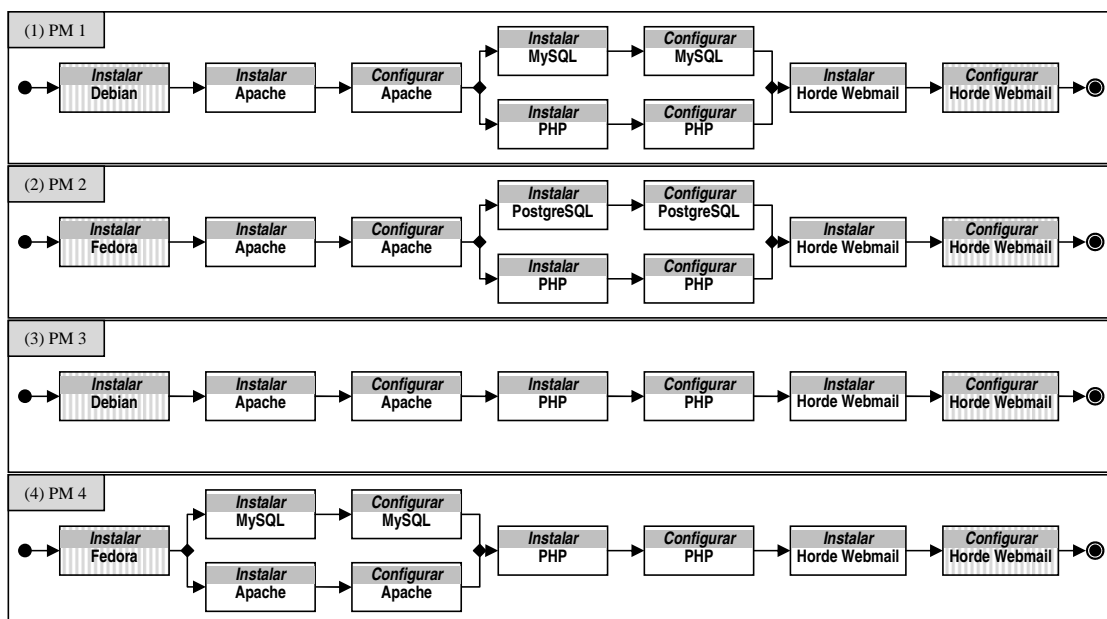 (1) PM 1
Instalar
MySQL
Configurar
MySQL
Instalar
Debian
Instalar
Apache
Configurar
Apache
Instalar
Horde Webmail
Configurar
Horde Webmail
Instalar
PHP
Configurar
PHP
(2) PM 2
Instalar
PostgreSQL
Configurar
PostgreSQL
Instalar
Fedora
Instalar
Apache
Configurar
Apache
Instalar
Horde Webmail
Configurar
Horde Webmail
Instalar
PHP
Configurar
PHP
(3) PM 3
Instalar
Debian
Instalar
Apache
Configurar
Apache
Instalar
PHP
Configurar
PHP
Instalar
Horde Webmail
Configurar
Horde Webmail
(4) PM 4
Instalar
MySQL
Configurar
MySQL
Instalar
Fedora
Instalar
PHP
Configurar
PHP
Instalar
Horde Webmail
Configurar
Horde Webmail
Instalar
Apache
Configurar
Apache